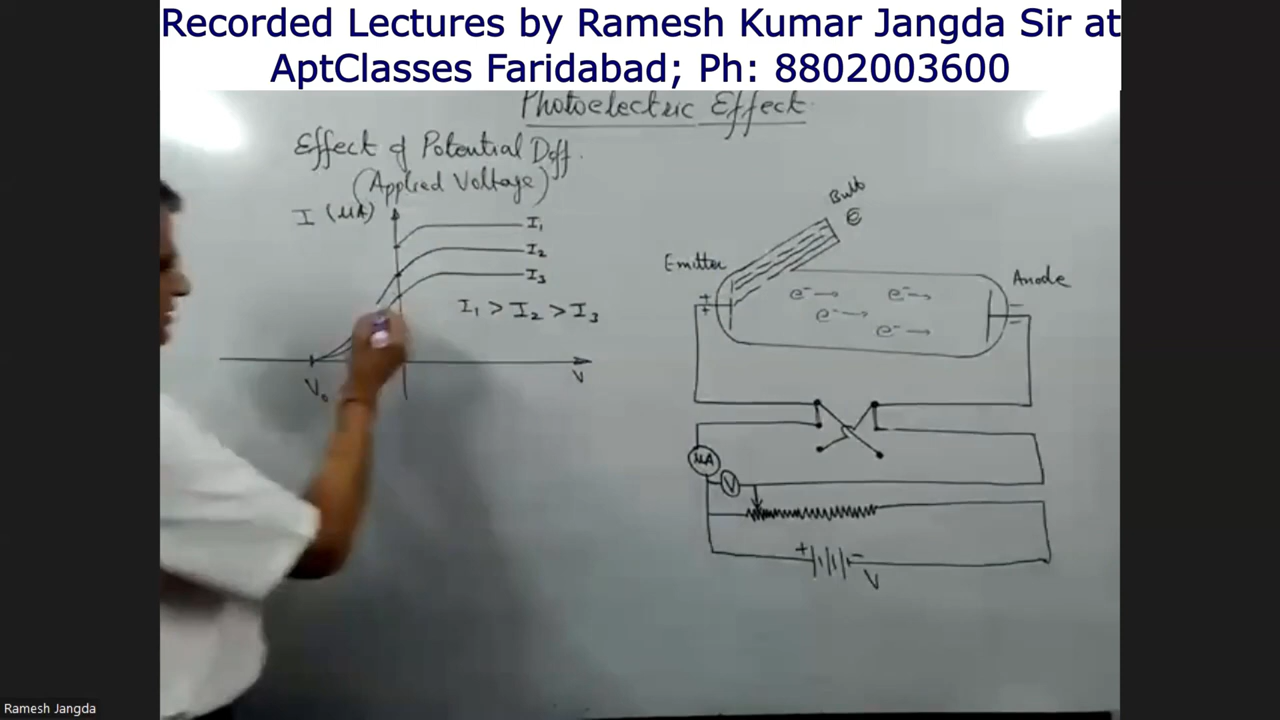 Recorded Lectures by Ramesh Kumar Jangda Sir at
AptClasses Faridabad; Ph: 8802003600
Photoelectric Effect
Effect of Potential Diff.
(Applied Voltage)
I (μA)
I₁
I₂
I₃
I₁ > I₂ > I₃
V₀
V
Bulb
Emitter
Anode
+
+
e⁻→ e⁻→
e⁻→
e⁻→
μA
V
+ −
V
Ramesh Jangda